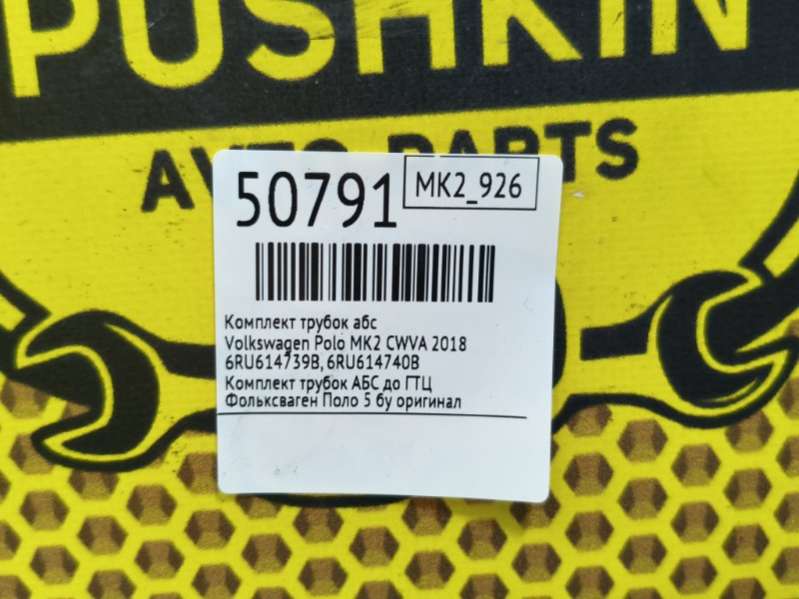 PUSHKIN
AVTO PARTS
50791
MK2_926
Комплект трубок абс
Volkswagen Polo MK2 CWVA 2018
6RU614739B, 6RU614740B
Комплект трубок АБС до ГТЦ
Фольксваген Поло 5 бу оригинал